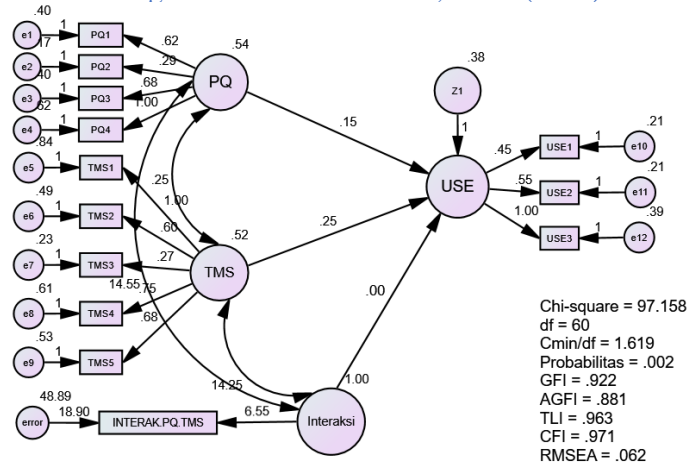 .40
e1 1 PQ1
.17
e2 1 PQ2
.40
e3 1 PQ3
.62
e4 1 PQ4
.84
e5 1 TMS1
.49
e6 1 TMS2
.23
e7 1 TMS3
.61
e8 1 TMS4
.53
e9 1 TMS5
48.89
error 18.90 INTERAK.PQ.TMS
.62
.29
.68
1.00
.54
PQ
.25
1.00
.60
.27
.75
.68
.52
TMS
14.55
14.25
6.55
1.00
Interaksi
.15
.25
.00
.38
Z1
1
USE
.45
.55
1.00
.21
USE1 1 e10
.21
USE2 1 e11
.39
USE3 1 e12
Chi-square = 97.158
df = 60
Cmin/df = 1.619
Probabilitas = .002
GFI = .922
AGFI = .881
TLI = .963
CFI = .971
RMSEA = .062